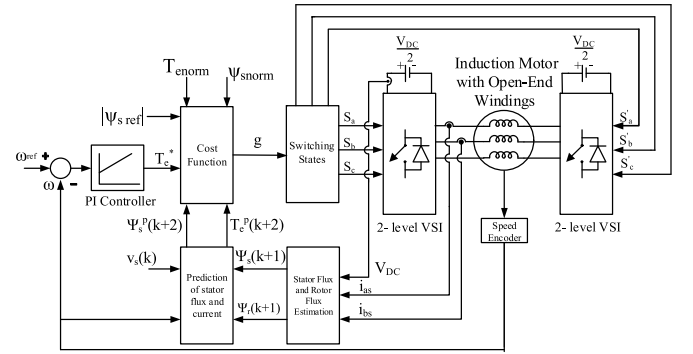 T_enorm
Ψ_snorm
|Ψ_s ref|
ω_ref +
ω -
PI Controller
T_e*
Cost
Function
g
Switching
States
S_a
S_b
S_c
V_DC
2
+ -
2- level VSI
Induction Motor
with Open-End
Windings
V_DC
2
+ -
S'_a
S'_b
S'_c
2- level VSI
Speed
Encoder
Ψ_s^p(k+2)
T_e^p(k+2)
v_s(k)
Prediction
of stator
flux and
current
Ψ_s(k+1)
Ψ_r(k+1)
Stator Flux
and Rotor
Flux
Estimation
V_DC
i_as
i_bs